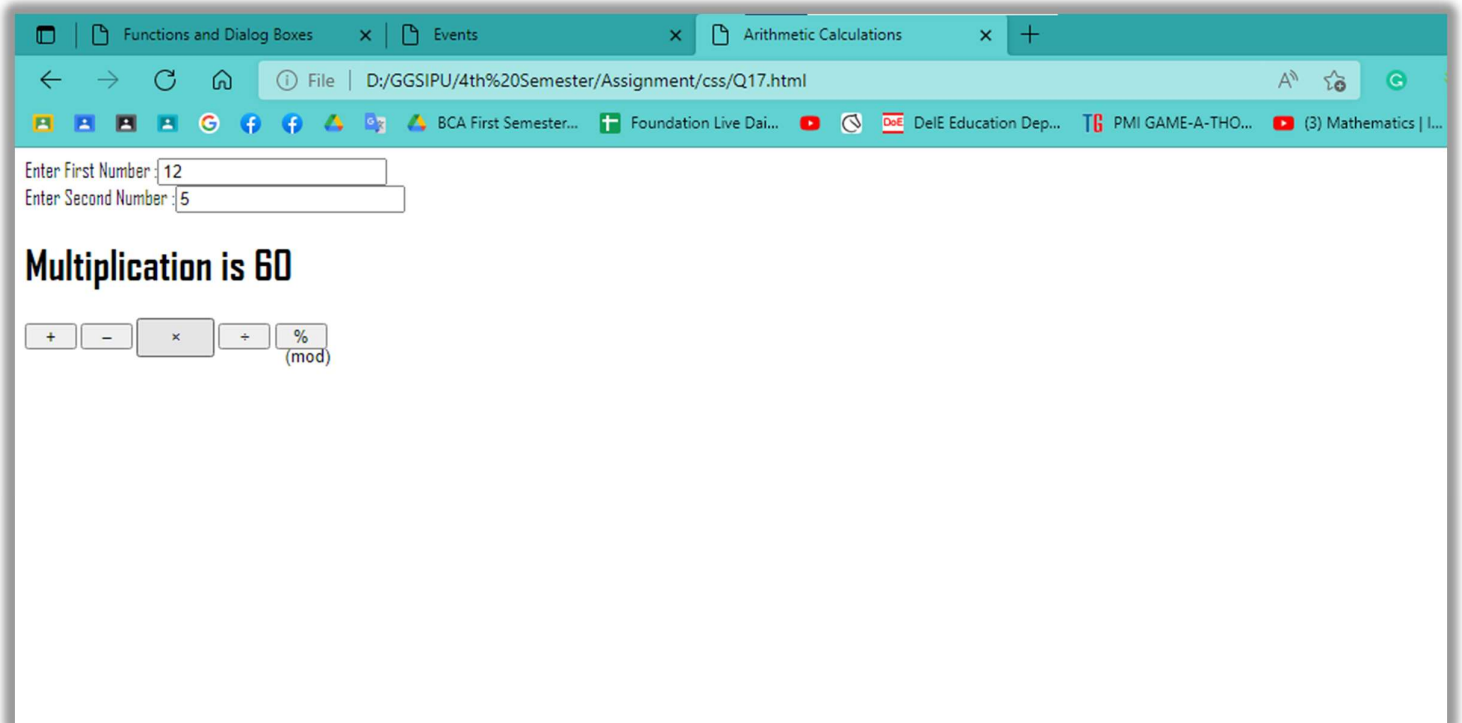 Functions and Dialog Boxes Events Arithmetic Calculations
File D:/GGSIPU/4th%20Semester/Assignment/css/Q17.html
BCA First Semester... Foundation Live Dai... DoE DelE Education Dep... TG PMI GAME-A-THO... (3) Mathematics | I...
Enter First Number : 12
Enter Second Number : 5
Multiplication is 60
+ – × ÷ %
(mod)